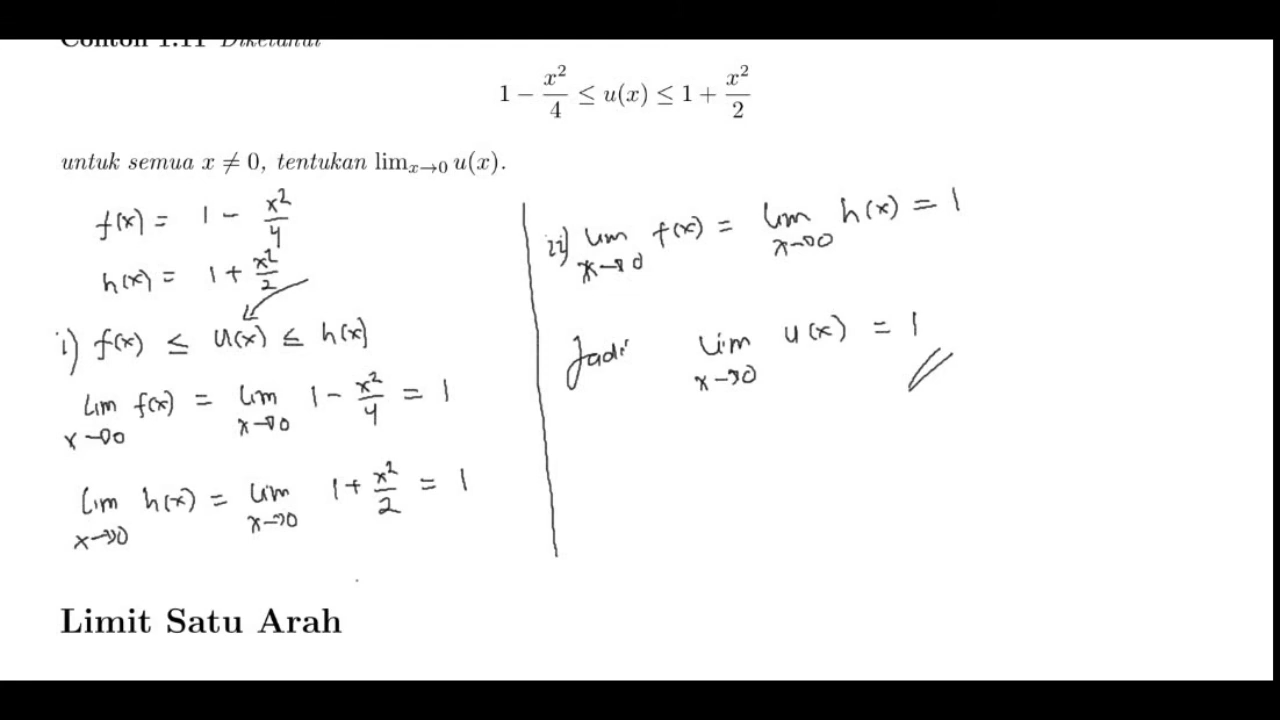 Contoh 1.11 Diketahui
1 − x²/4 ≤ u(x) ≤ 1 + x²/2
untuk semua x ≠ 0, tentukan lim_{x→0} u(x).
f(x) = 1 − x²/4
h(x) = 1 + x²/2
i) f(x) ≤ u(x) ≤ h(x)
lim_{x→0} f(x) = lim_{x→0} 1 − x²/4 = 1
lim_{x→0} h(x) = lim_{x→0} 1 + x²/2 = 1
ii) lim_{x→0} f(x) = lim_{x→0} h(x) = 1
Jadi lim_{x→0} u(x) = 1
Limit Satu Arah